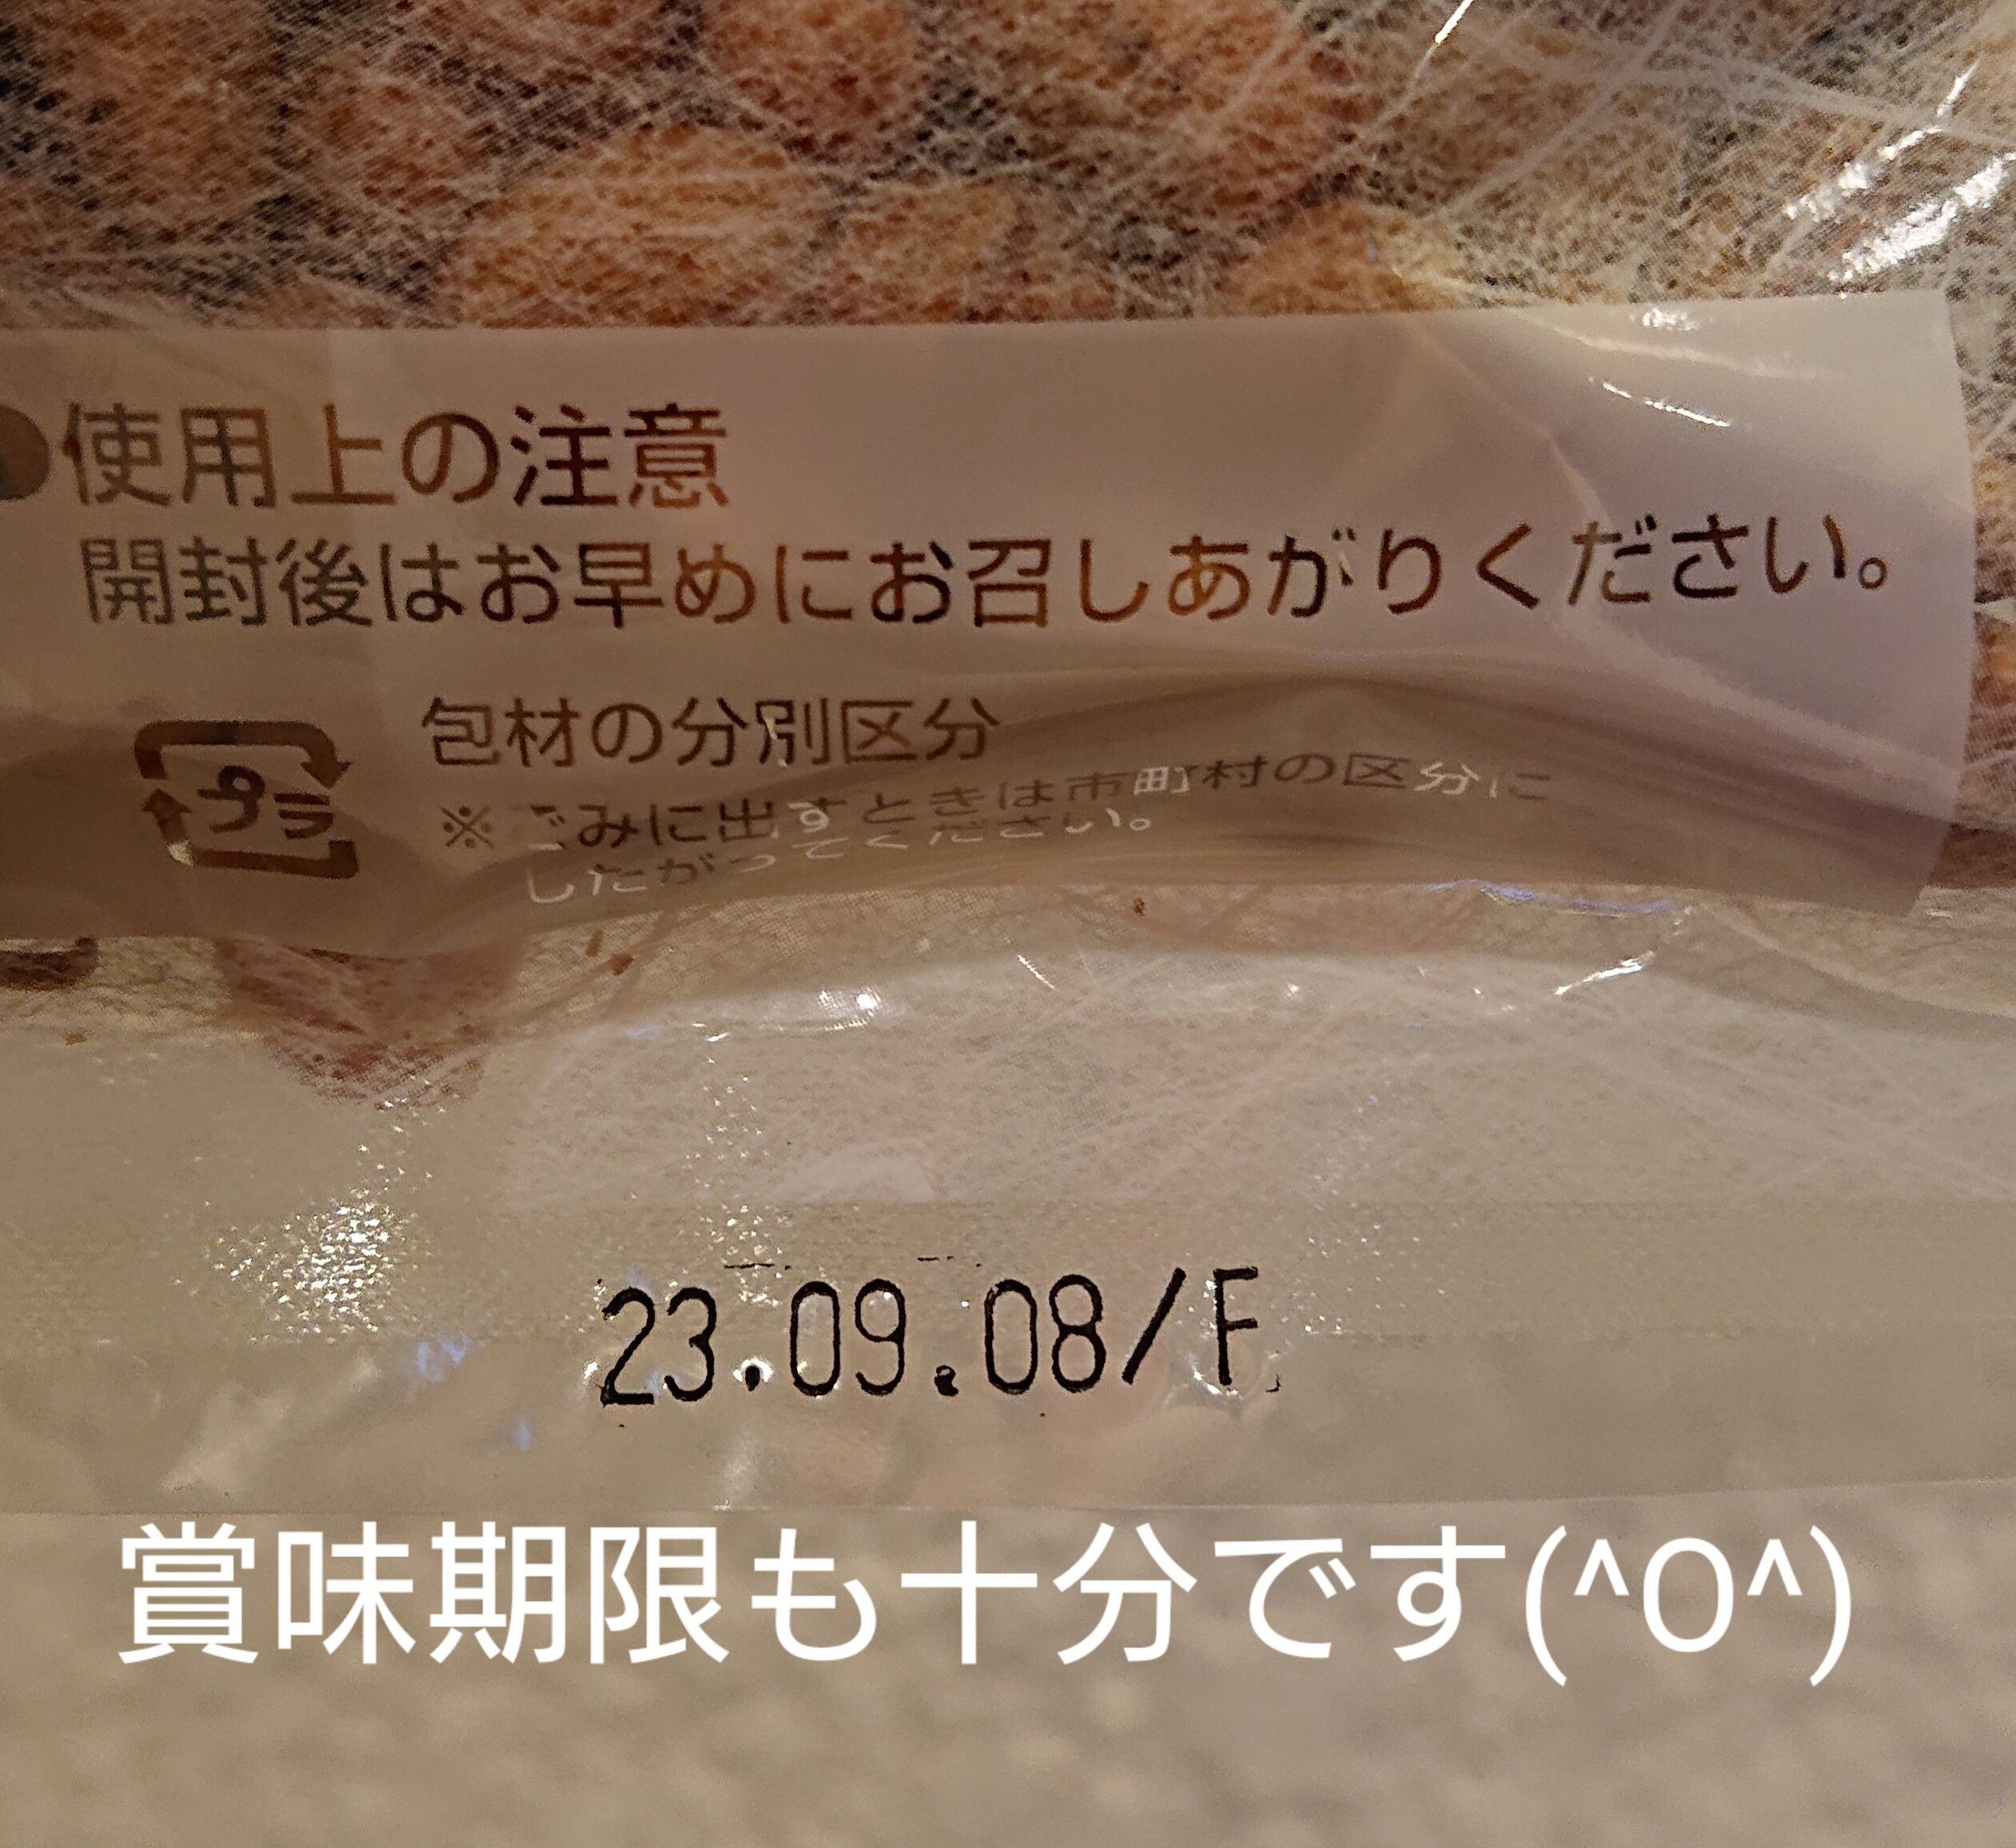 ●使用上の注意
開封後はお早めにお召しあがりください。
プラ
包材の分別区分
※ごみに出すときは市町村の区分に
したがってください。
23.09.08/F
賞味期限も十分です(^O^)